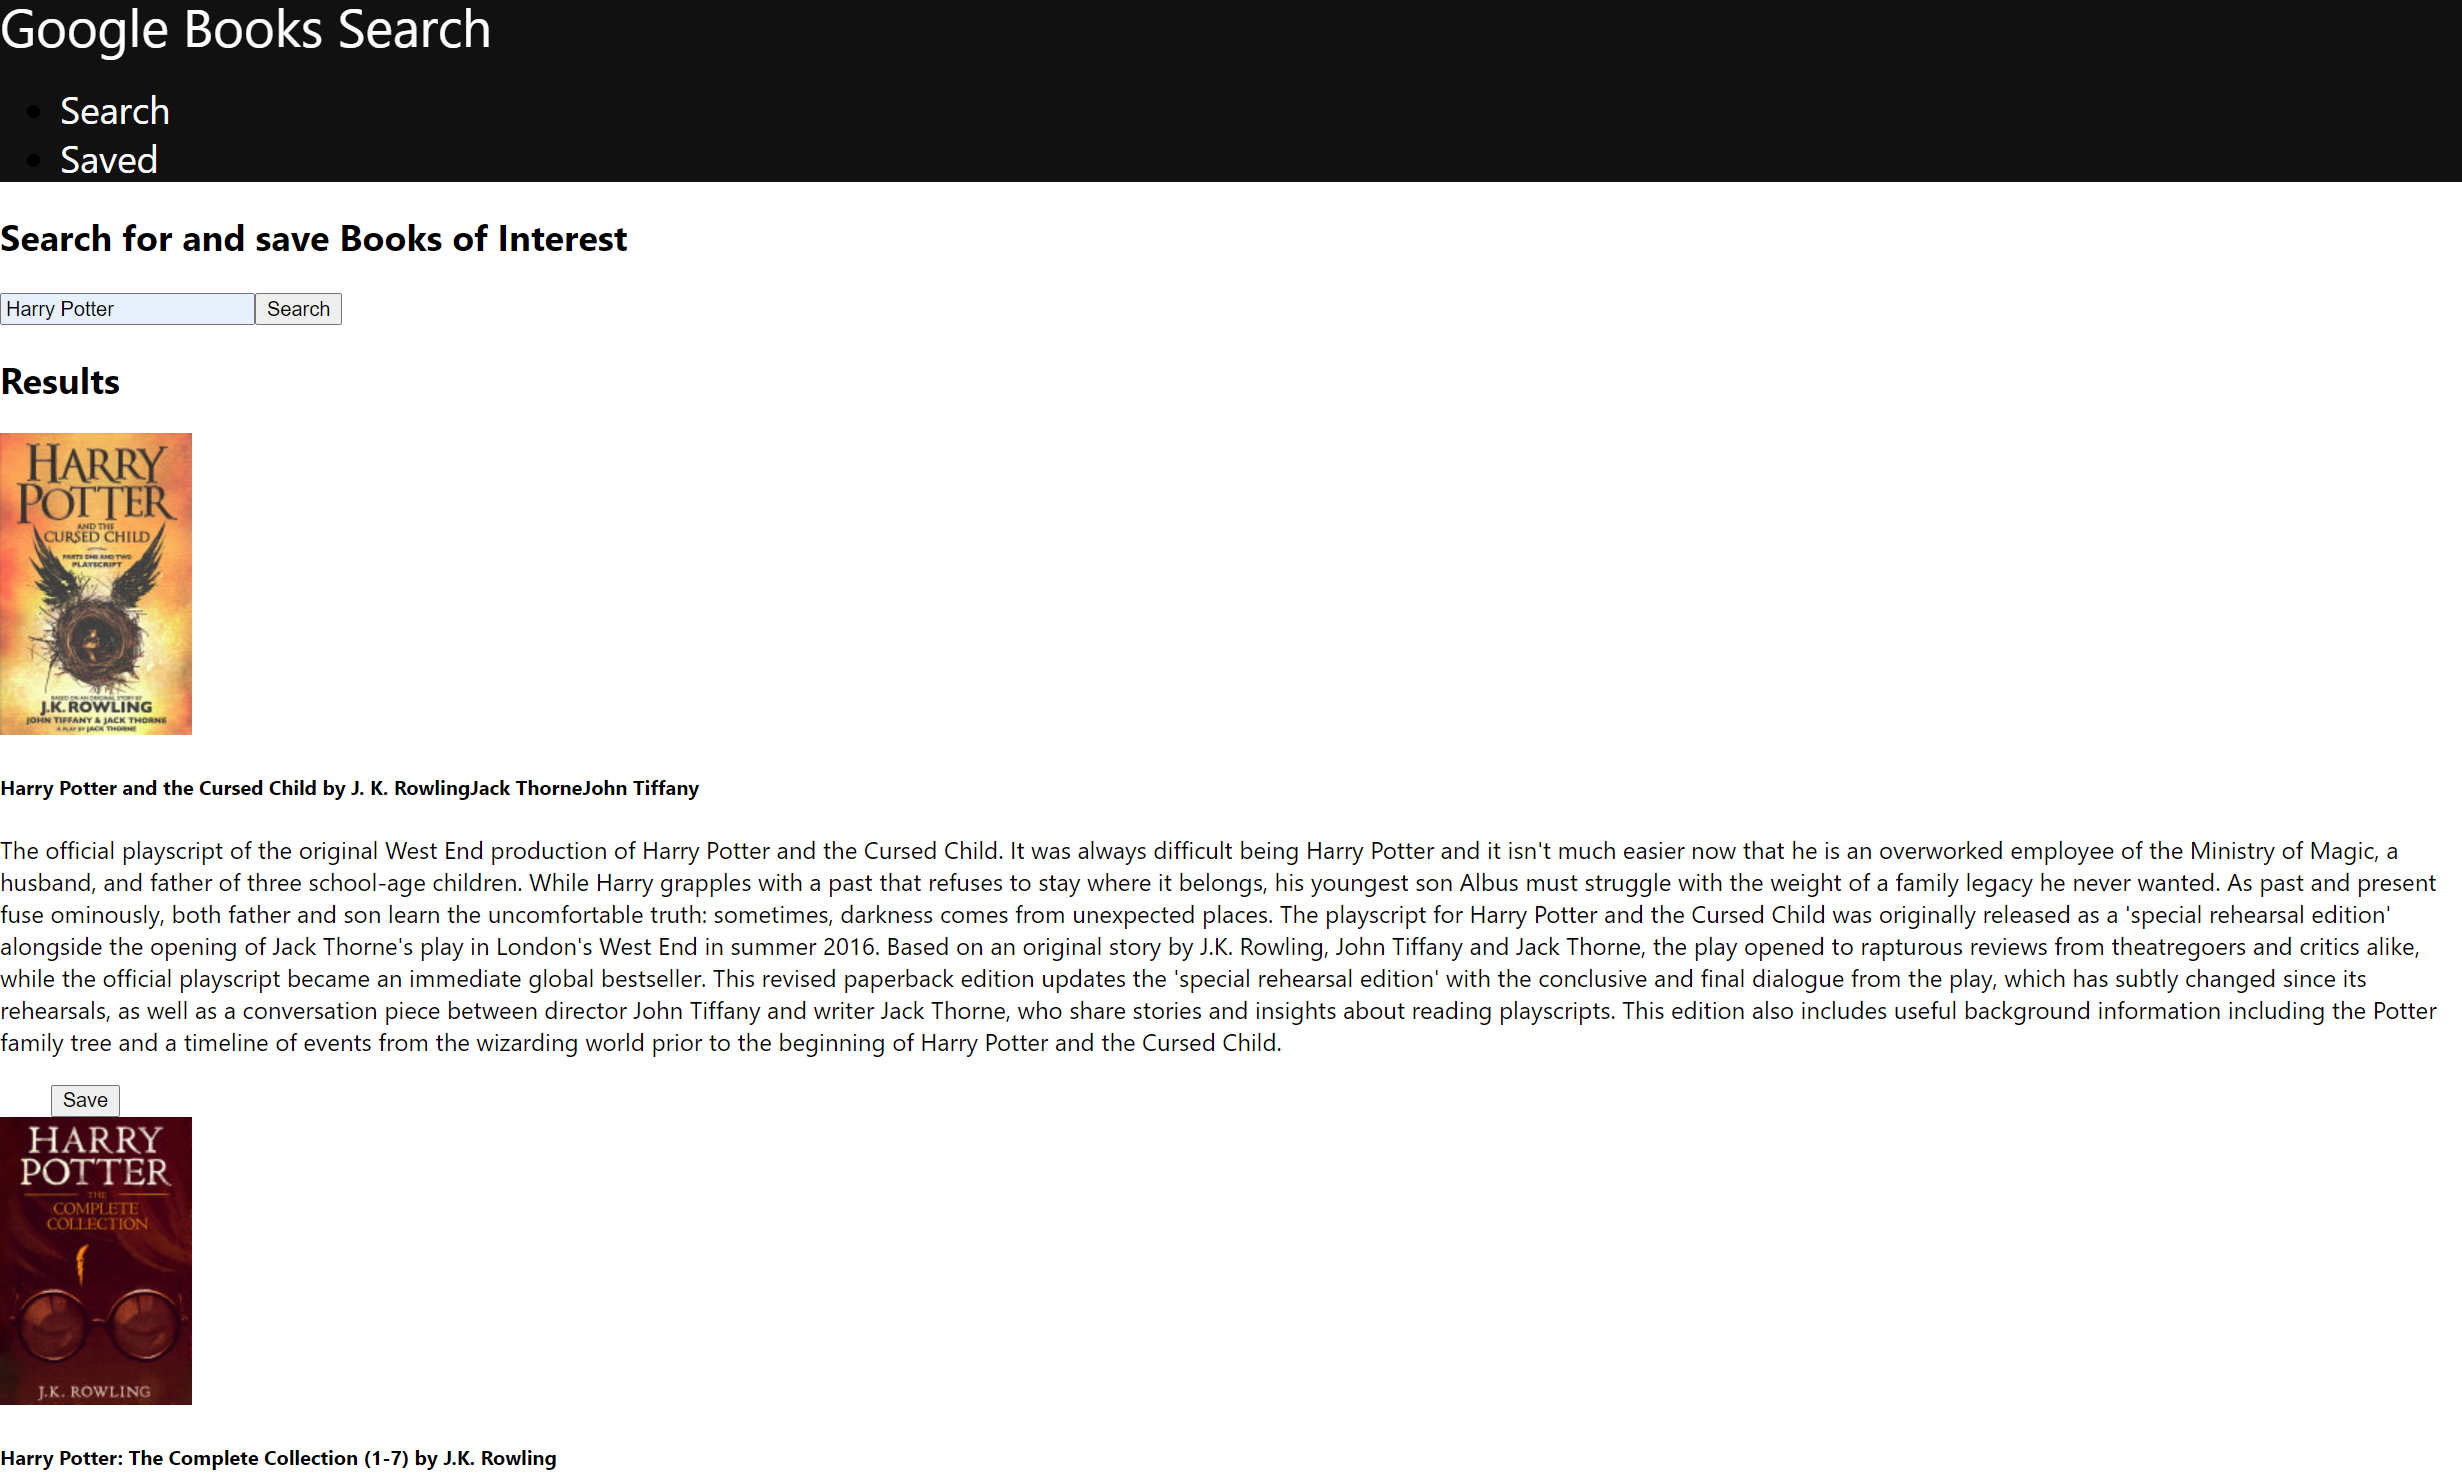 Google Books Search
Search
Saved
Search for and save Books of Interest
Harry Potter Search
Results
HARRY
POTTER
AND THE
CURSED CHILD
PARTS ONE AND TWO
PLAYSCRIPT
BASED ON AN ORIGINAL STORY BY
J.K. ROWLING
JOHN TIFFANY & JACK THORNE
A PLAY BY JACK THORNE
Harry Potter and the Cursed Child by J. K. RowlingJack ThorneJohn Tiffany
The official playscript of the original West End production of Harry Potter and the Cursed Child. It was always difficult being Harry Potter and it isn't much easier now that he is an overworked employee of the Ministry of Magic, a
husband, and father of three school-age children. While Harry grapples with a past that refuses to stay where it belongs, his youngest son Albus must struggle with the weight of a family legacy he never wanted. As past and present
fuse ominously, both father and son learn the uncomfortable truth: sometimes, darkness comes from unexpected places. The playscript for Harry Potter and the Cursed Child was originally released as a 'special rehearsal edition'
alongside the opening of Jack Thorne's play in London's West End in summer 2016. Based on an original story by J.K. Rowling, John Tiffany and Jack Thorne, the play opened to rapturous reviews from theatregoers and critics alike,
while the official playscript became an immediate global bestseller. This revised paperback edition updates the 'special rehearsal edition' with the conclusive and final dialogue from the play, which has subtly changed since its
rehearsals, as well as a conversation piece between director John Tiffany and writer Jack Thorne, who share stories and insights about reading playscripts. This edition also includes useful background information including the Potter
family tree and a timeline of events from the wizarding world prior to the beginning of Harry Potter and the Cursed Child.
Save
HARRY
POTTER
THE
COMPLETE
COLLECTION
J.K. ROWLING
Harry Potter: The Complete Collection (1-7) by J.K. Rowling